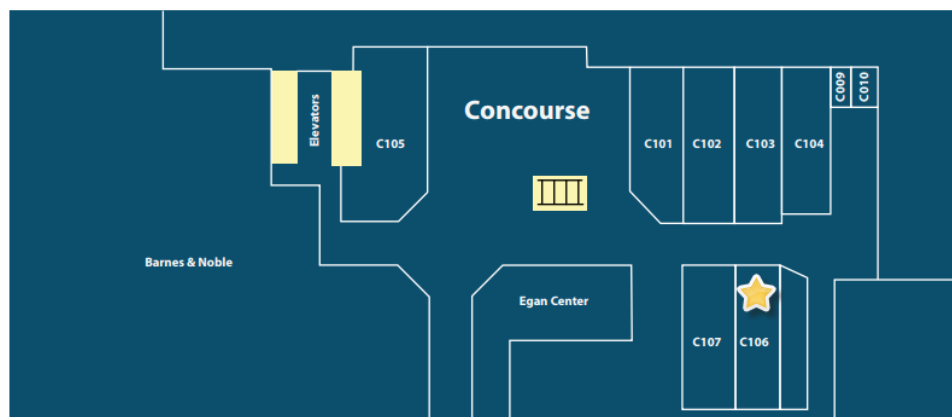 Concourse
Elevators
C105
C101
C102
C103
C104
C009
C010
Barnes & Noble
Egan Center
C107
C106